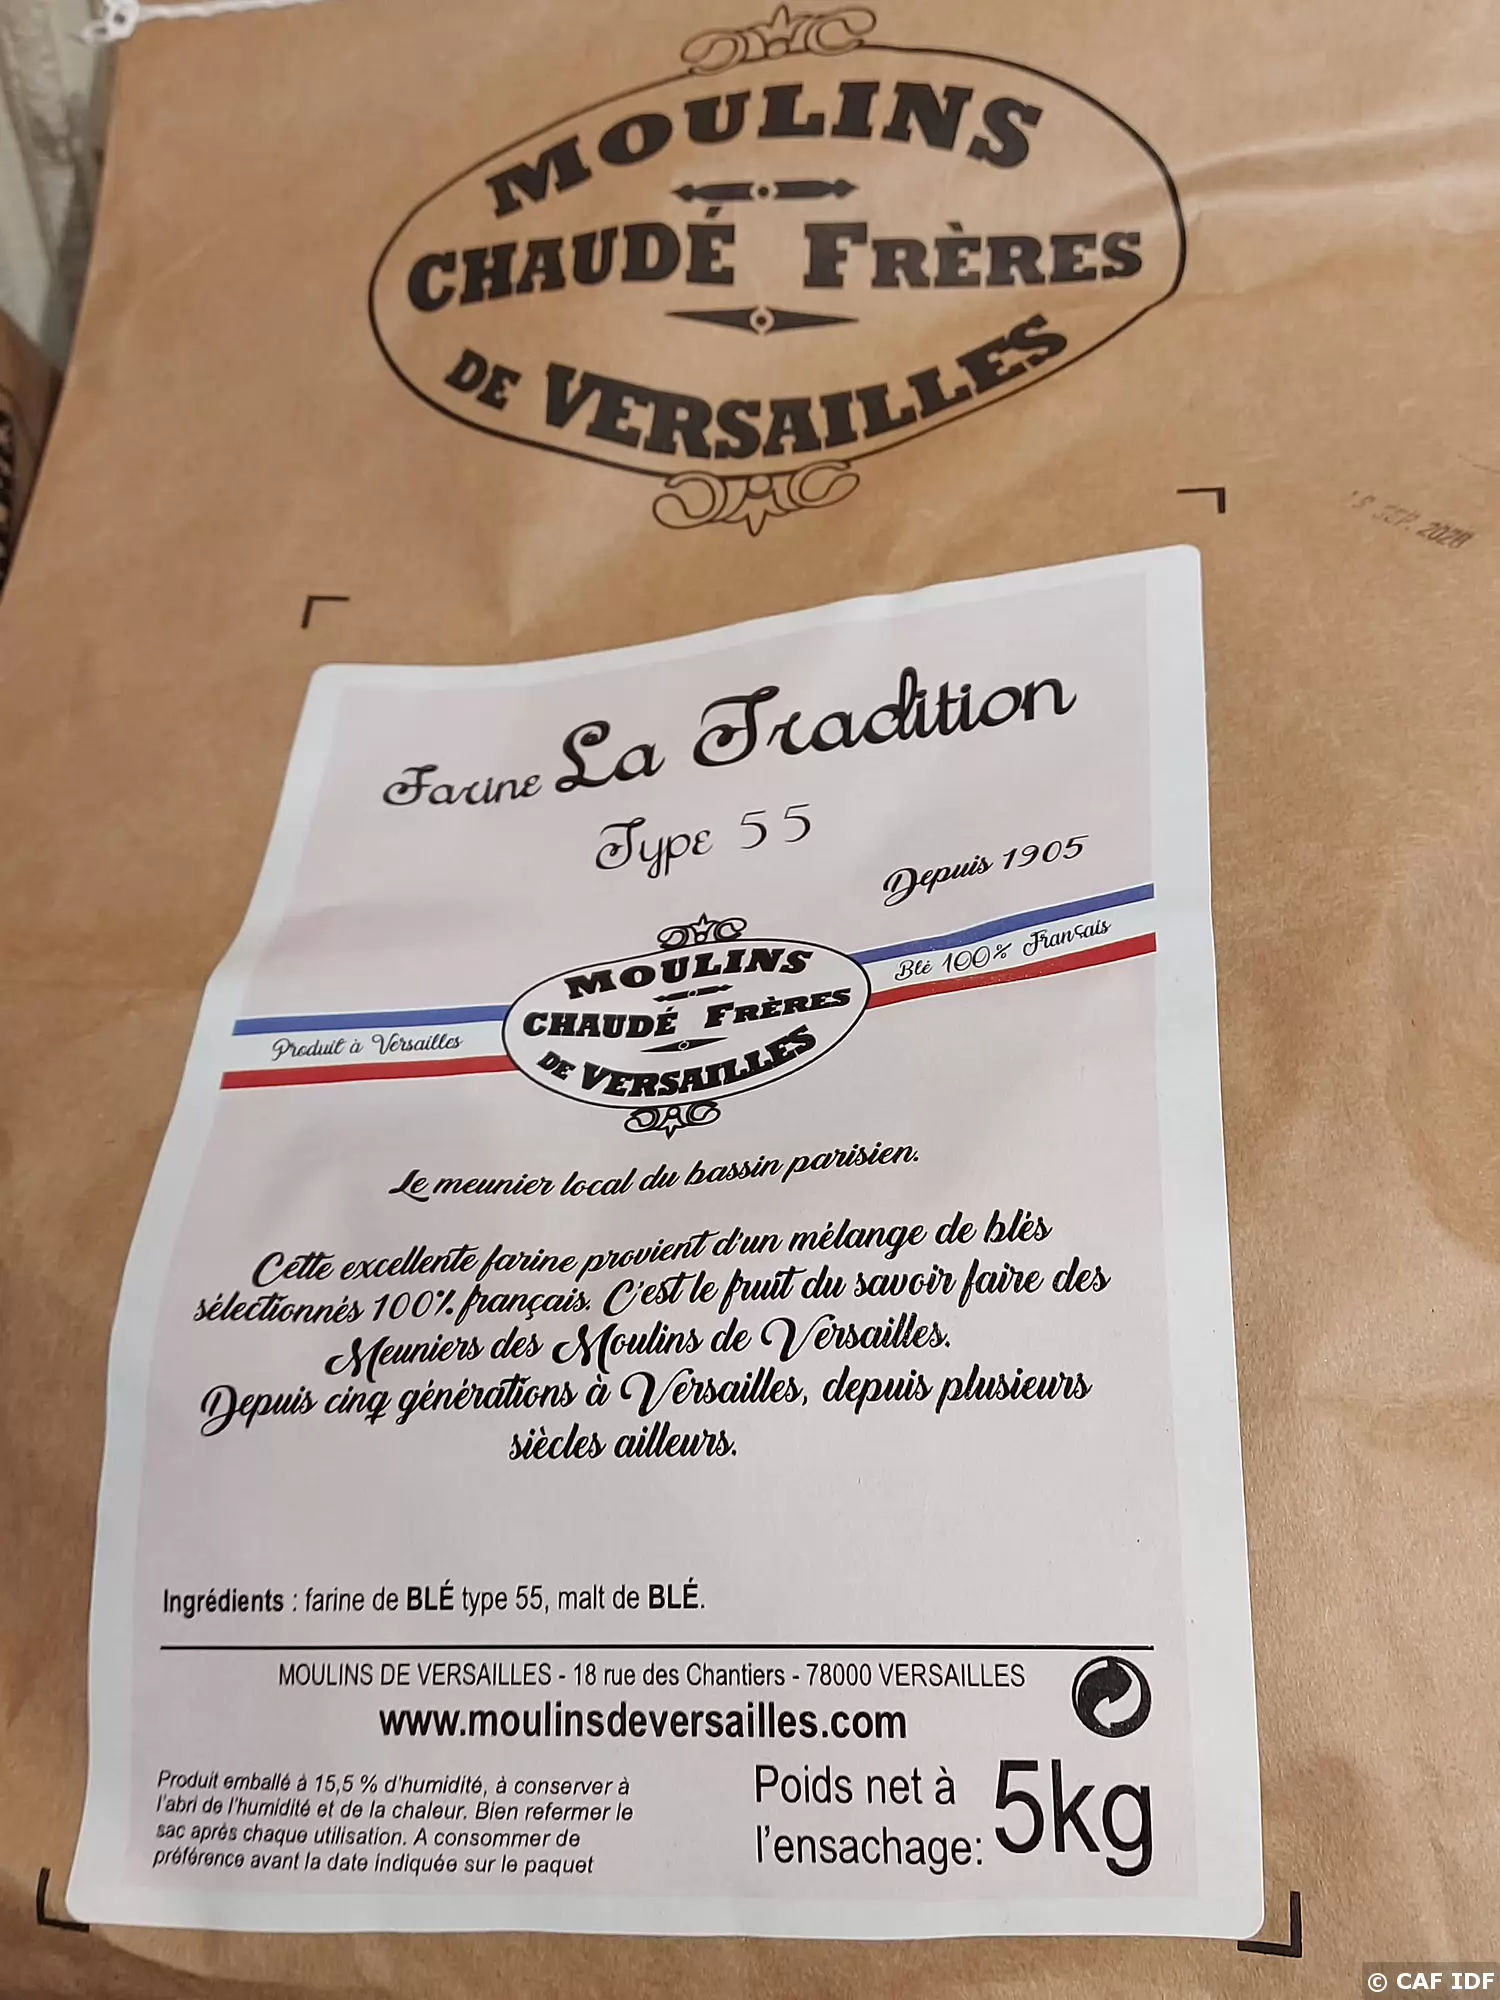 MOULINS
CHAUDÉ FRÈRES
DE VERSAILLES
SEP. 2020
Farine La Tradition
Type 55
Depuis 1905
Blé 100% Français
MOULINS
CHAUDÉ FRÈRES
DE VERSAILLES
Produit à Versailles
Le meunier local du bassin parisien.
Cette excellente farine provient d'un mélange de blés
sélectionnés 100% français. C'est le fruit du savoir faire des
Meuniers des Moulins de Versailles.
Depuis cinq générations à Versailles, depuis plusieurs
siècles ailleurs.
Ingrédients : farine de BLÉ type 55, malt de BLÉ.
MOULINS DE VERSAILLES - 18 rue des Chantiers - 78000 VERSAILLES
www.moulinsdeversailles.com
Produit emballé à 15,5 % d'humidité, à conserver à
l'abri de l'humidité et de la chaleur. Bien refermer le
sac après chaque utilisation. A consommer de
préférence avant la date indiquée sur le paquet
Poids net à
l'ensachage: 5kg
© CAF IDF